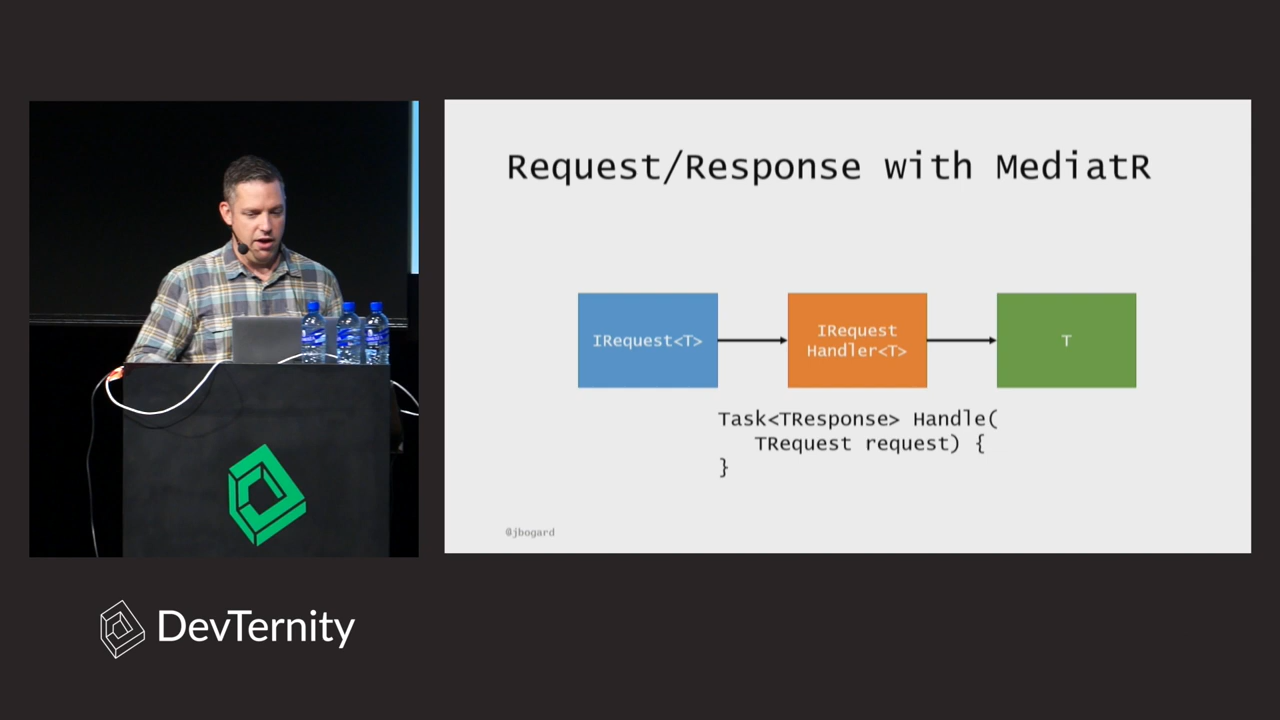 Request/Response with MediatR
IRequest<T>
IRequest
Handler<T>
T
Task<TResponse> Handle(
TRequest request) {
}
@jbogard
DevTernity